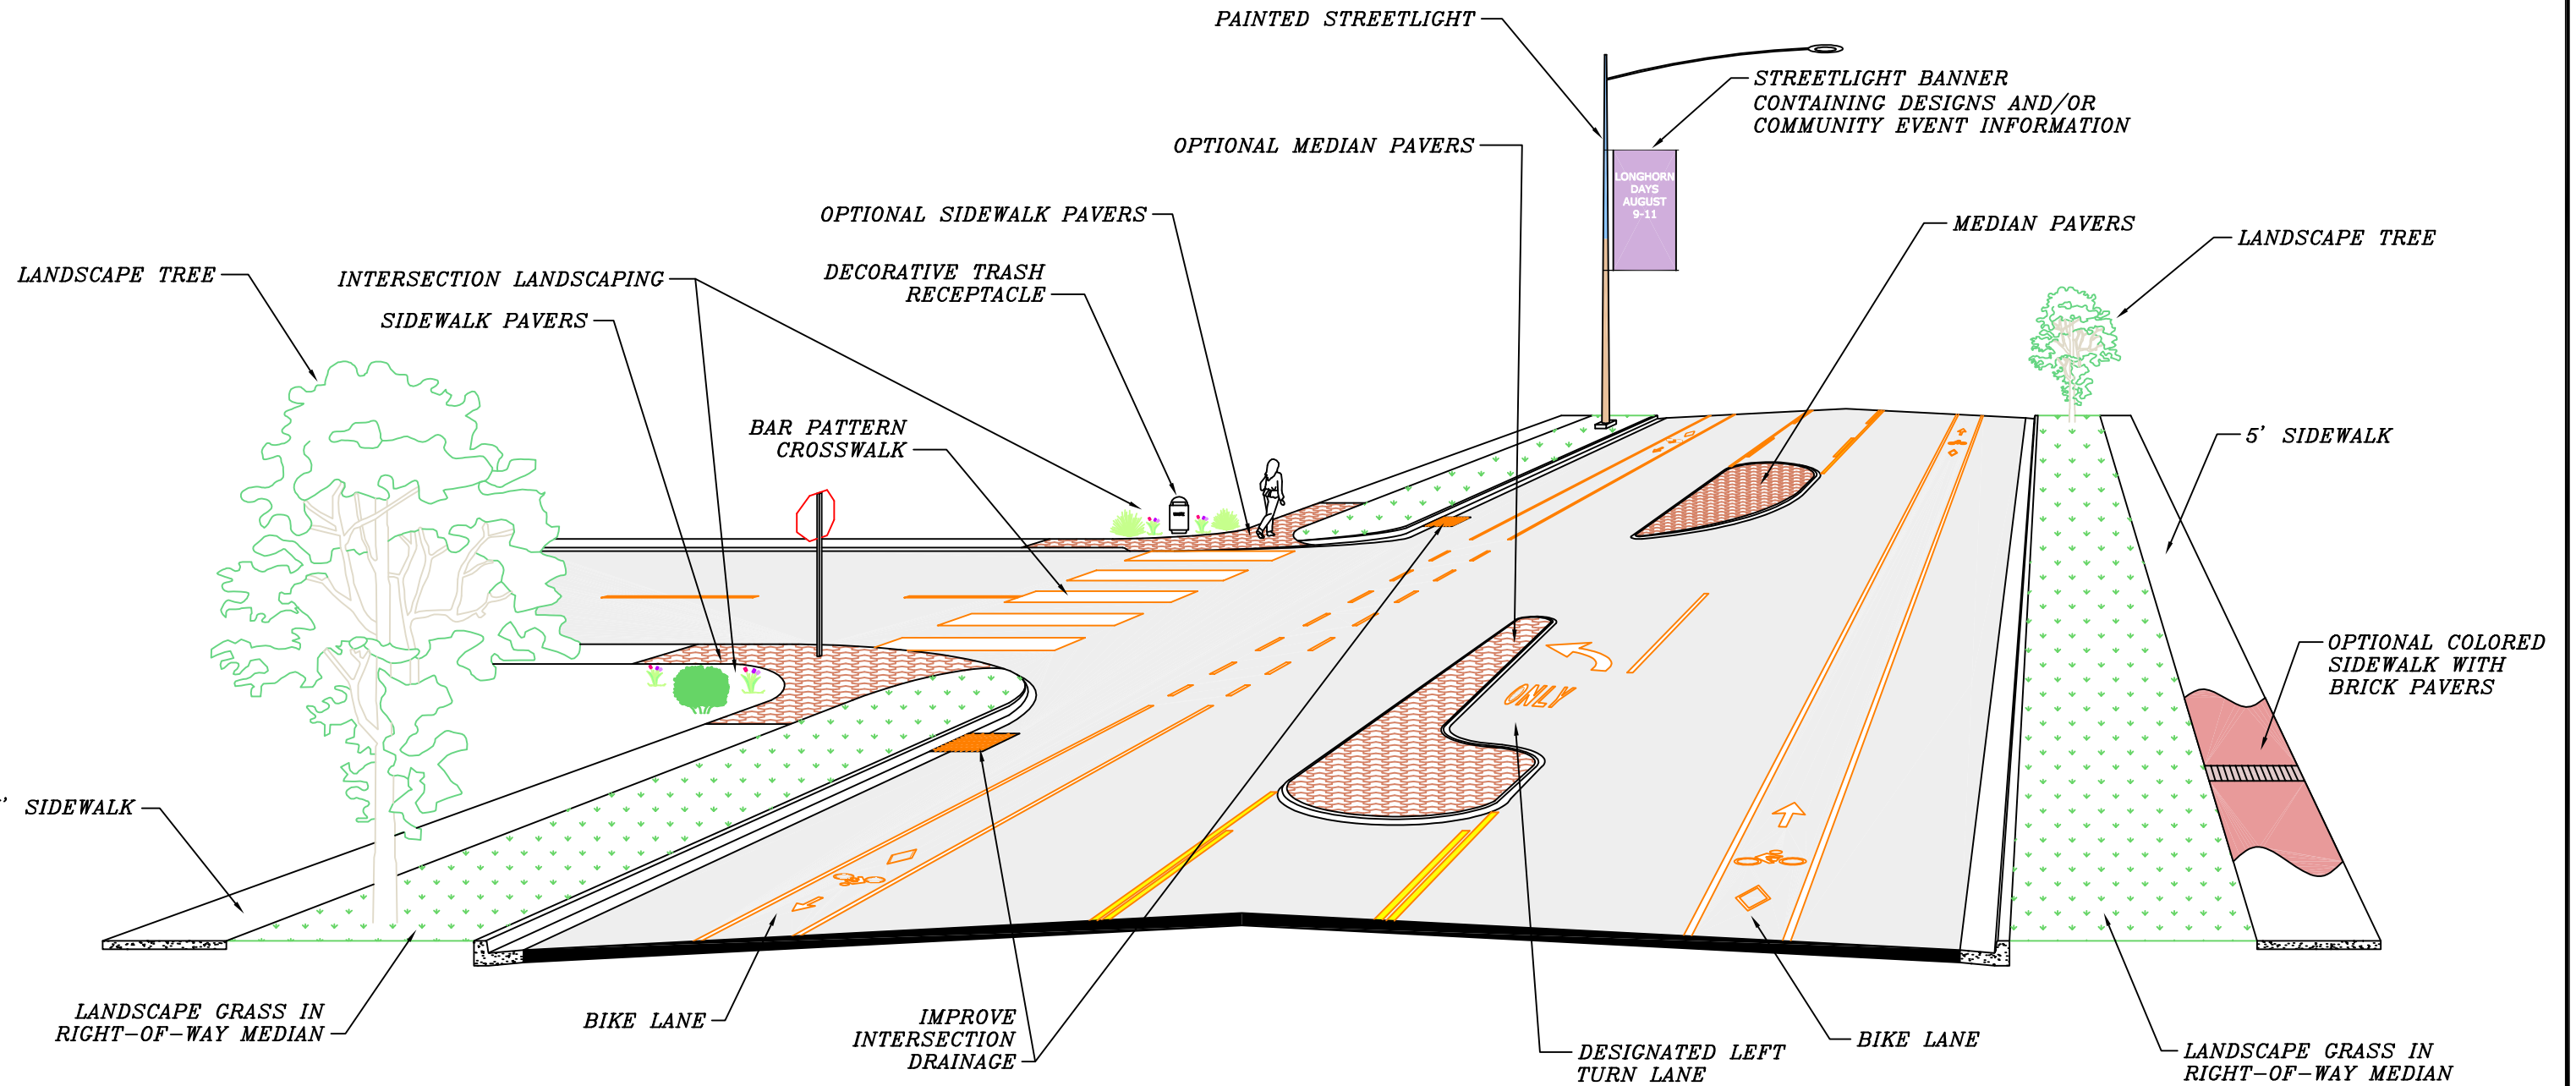 PAINTED STREETLIGHT
STREETLIGHT BANNER
CONTAINING DESIGNS AND/OR
COMMUNITY EVENT INFORMATION
OPTIONAL MEDIAN PAVERS
LONGHORN
DAYS
AUGUST
9-11
OPTIONAL SIDEWALK PAVERS
MEDIAN PAVERS
LANDSCAPE TREE
LANDSCAPE TREE
INTERSECTION LANDSCAPING
DECORATIVE TRASH
RECEPTACLE
SIDEWALK PAVERS
BAR PATTERN
CROSSWALK
5' SIDEWALK
OPTIONAL COLORED
SIDEWALK WITH
BRICK PAVERS
ONLY
' SIDEWALK
LANDSCAPE GRASS IN
RIGHT-OF-WAY MEDIAN
BIKE LANE
IMPROVE
INTERSECTION
DRAINAGE
DESIGNATED LEFT
TURN LANE
BIKE LANE
LANDSCAPE GRASS IN
RIGHT-OF-WAY MEDIAN